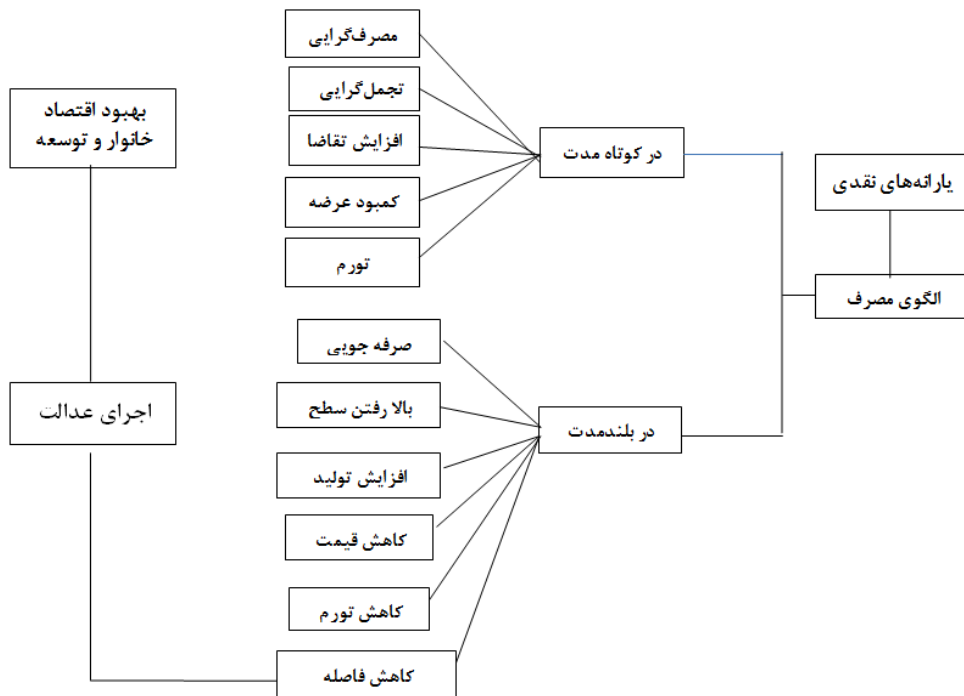 یارانه‌های نقدی
الگوی مصرف
در کوتاه مدت
مصرف‌گرایی
تجمل‌گرایی
افزایش تقاضا
کمبود عرضه
تورم
در بلندمدت
صرفه جویی
بالا رفتن سطح
افزایش تولید
کاهش قیمت
کاهش تورم
کاهش فاصله
اجرای عدالت
بهبود اقتصاد
خانوار و توسعه